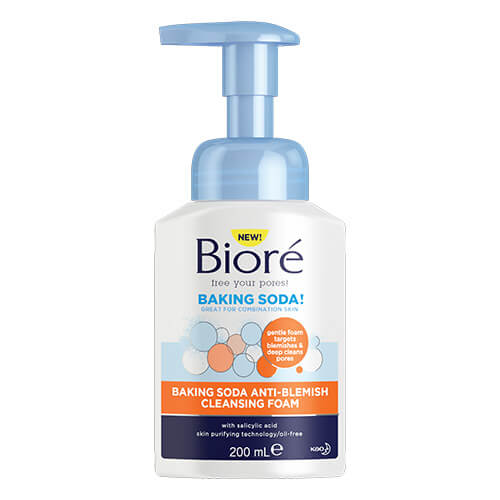 NEW!
Bioré
free your pores!
BAKING SODA!
GREAT FOR COMBINATION SKIN
gentle foam
targets
blemishes &
deep cleans
pores
BAKING SODA ANTI-BLEMISH
CLEANSING FOAM
with salicylic acid
skin purifying technology/oil-free
200 mL℮
KAO